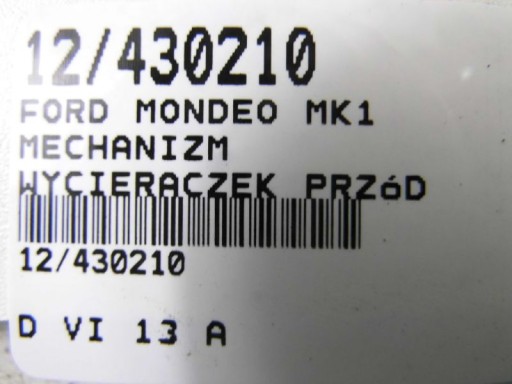 12/430210
FORD MONDEO MK1
MECHANIZM
WYCIERACZEK PRZóD
12/430210
D VI 13 A